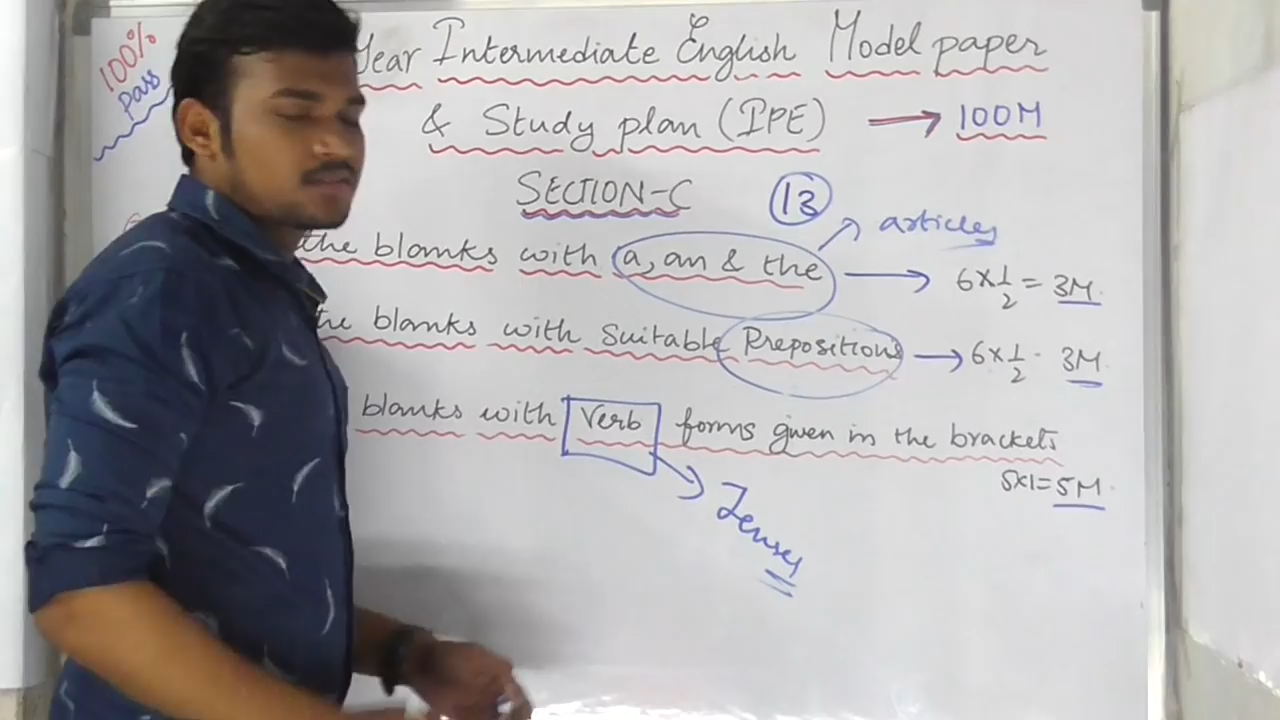 100%
Pass
Year Intermediate English Model paper
& Study plan (IPE) → 100M
SECTION-C
13
articles
the blanks with a, an & the → 6×1/2 = 3M
the blanks with Suitable Prepositions → 6×1/2 - 3M
blanks with Verb forms given in the brackets
5×1=5M
Tenses